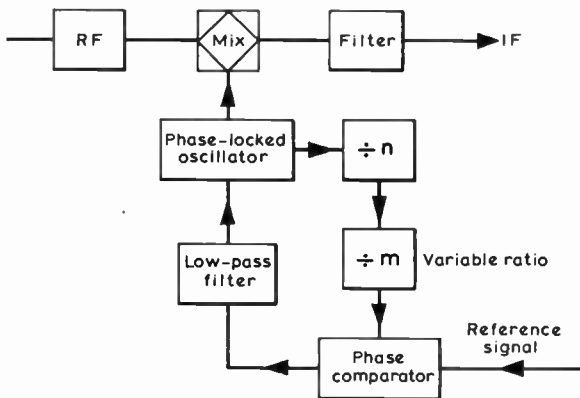 RF
Mix
Filter
IF
Phase-locked
oscillator
÷ n
Low-pass
filter
÷ m
Variable ratio
Reference
signal
Phase
comparator